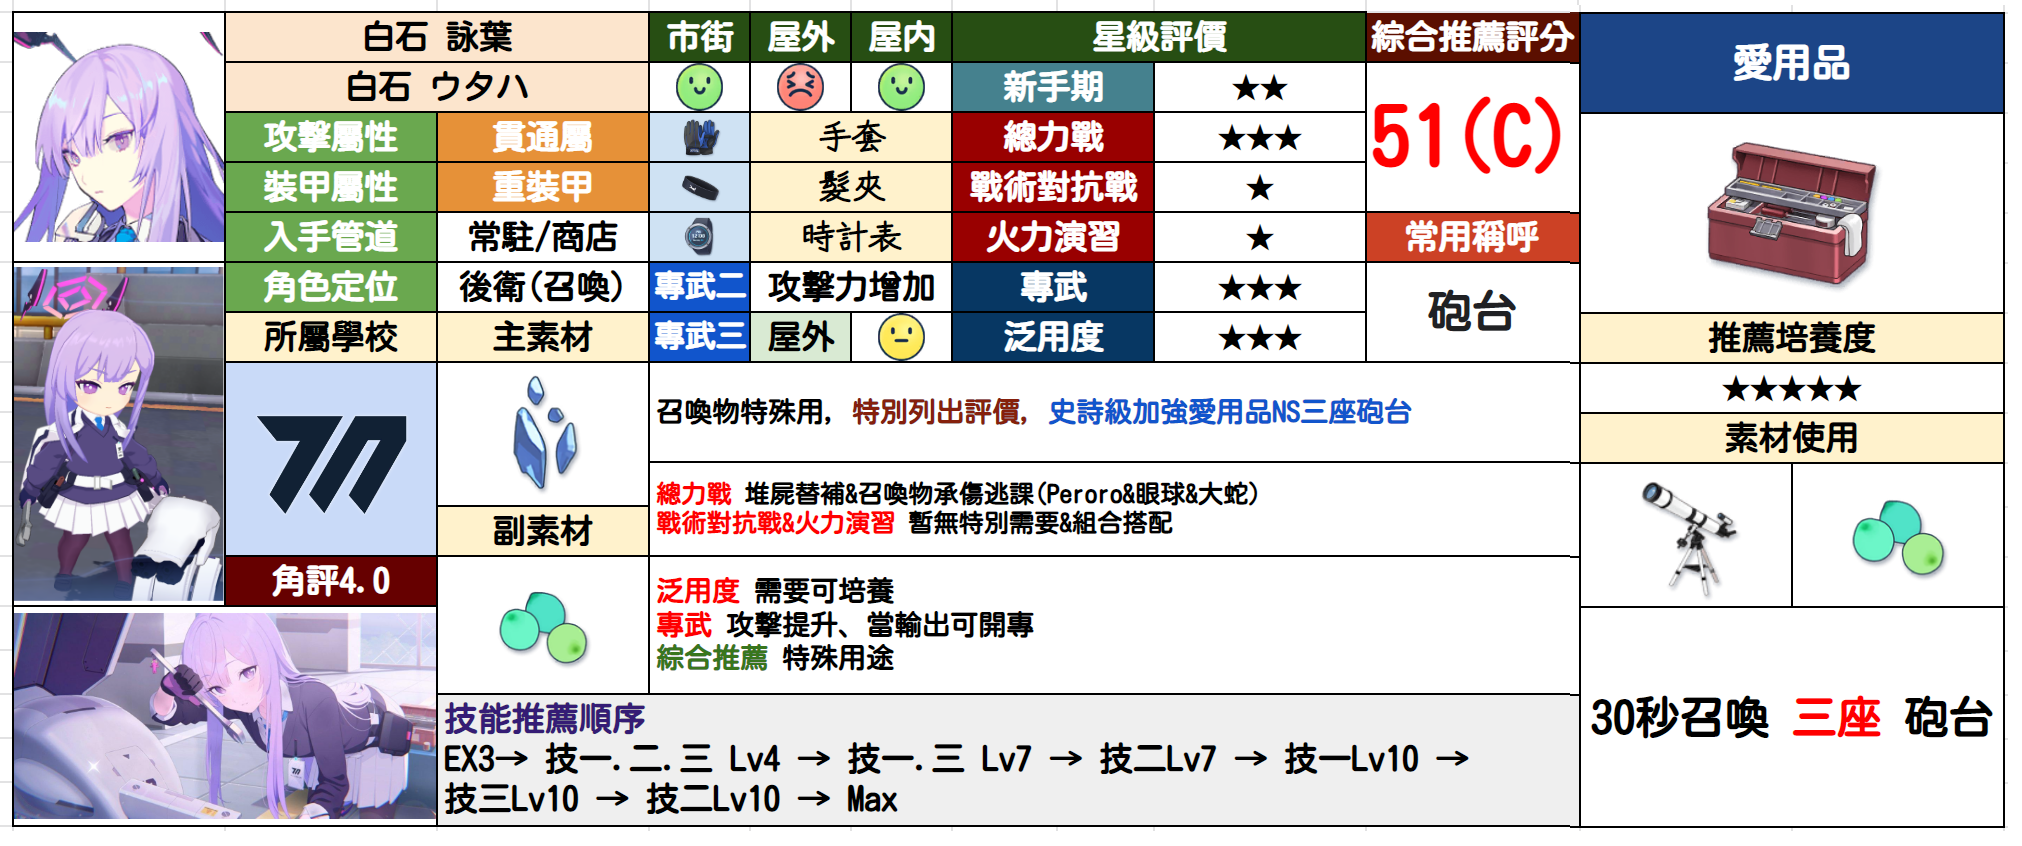 白石 詠葉
市街
屋外
屋内
星級評價
綜合推薦評分
愛用品
白石 ウタハ
新手期
★★
51(C)
攻擊屬性
貫通屬
手套
總力戰
★★★
裝甲屬性
重裝甲
髮夾
戰術對抗戰
★
入手管道
常駐/商店
時計表
火力演習
★
常用稱呼
角色定位
後衛(召喚)
專武二
攻擊力增加
專武
★★★
砲台
所屬學校
主素材
專武三
屋外
泛用度
★★★
推薦培養度
★★★★★
召喚物特殊用, 特別列出評價, 史詩級加強愛用品NS三座砲台
素材使用
總力戰 堆屍替補&召喚物承傷逃課(Peroro&眼球&大蛇)
戰術對抗戰&火力演習 暫無特別需要&組合搭配
副素材
角評4.0
泛用度 需要可培養
專武 攻擊提升、當輸出可開專
綜合推薦 特殊用途
30秒召喚 三座 砲台
技能推薦順序
EX3→ 技一.二.三 Lv4 → 技一.三 Lv7 → 技二Lv7 → 技一Lv10 →
技三Lv10 → 技二Lv10 → Max